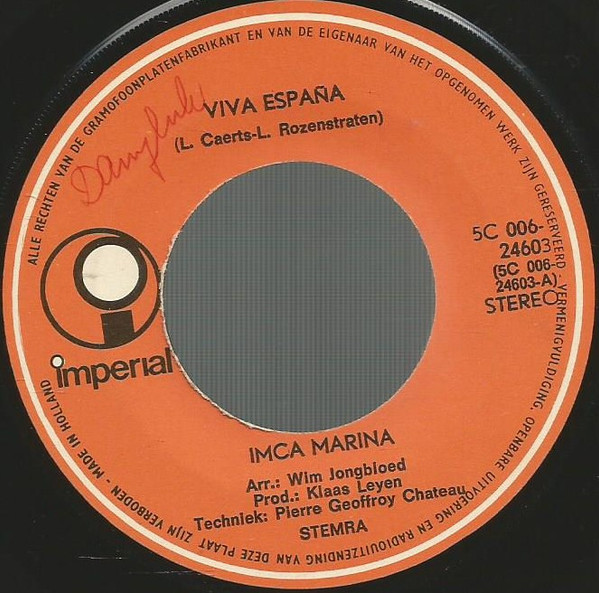 ALLE RECHTEN VAN DE GRAMOFOONPLATENFABRIKANT EN VAN DE EIGENAAR VAN HET OPGENOMEN WERK ZIJN GERESERVEERD - VERMENIGVULDIGING, OPENBARE UITVOERING EN RADIOUITZENDING VAN DEZE PLAAT ZIJN VERBODEN - MADE IN HOLLAND
VIVA ESPAÑA
(L. Caerts-L. Rozenstraten)
5C 006-
24603
(5C 006-
24603-A)
STEREO
imperial
IMCA MARINA
Arr.: Wim Jongbloed
Prod.: Klaas Leyen
Techniek: Pierre Geoffroy Chateau
STEMRA